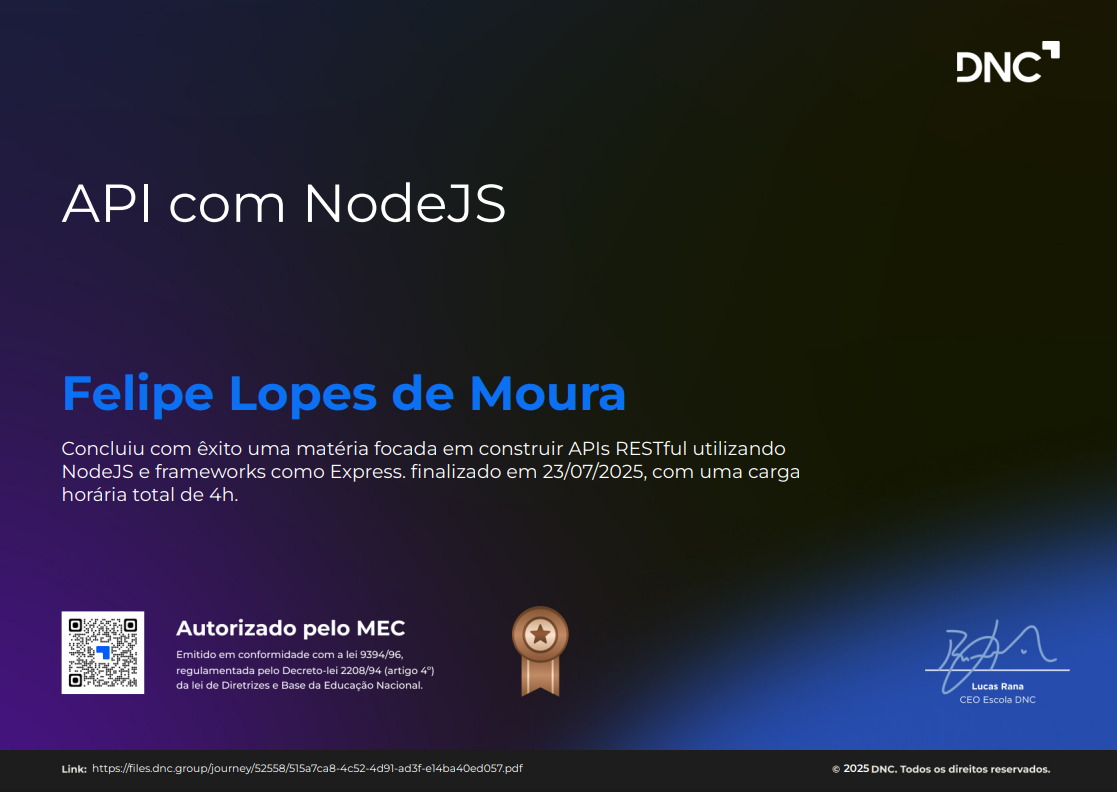 DNC
API com NodeJS
Felipe Lopes de Moura
Concluiu com êxito uma matéria focada em construir APIs RESTful utilizando
NodeJS e frameworks como Express. finalizado em 23/07/2025, com uma carga
horária total de 4h.
Autorizado pelo MEC
Emitido em conformidade com a lei 9394/96,
regulamentada pelo Decreto-lei 2208/94 (artigo 4º)
da lei de Diretrizes e Base da Educação Nacional.
Lucas Rana
CEO Escola DNC
Link: https://files.dnc.group/journey/52558/515a7ca8-4c52-4d91-ad3f-e14ba40ed057.pdf
© 2025 DNC. Todos os direitos reservados.